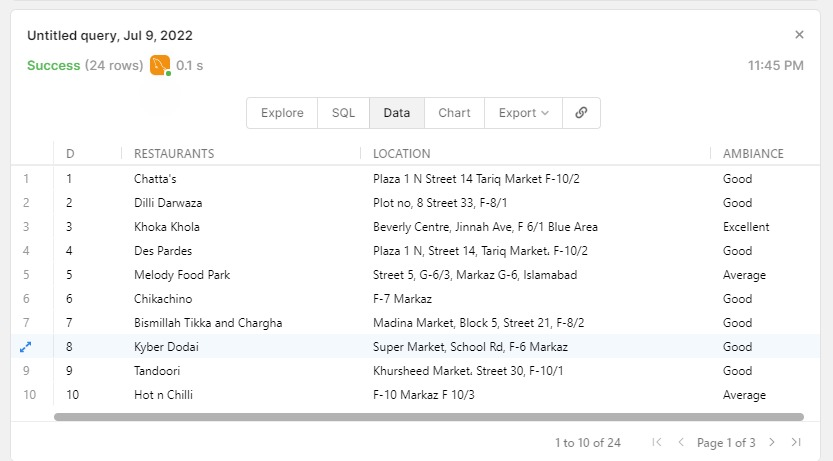 Untitled query, Jul 9, 2022
Success (24 rows) 0.1 s 11:45 PM
Explore SQL Data Chart Export
D RESTAURANTS LOCATION AMBIANCE
1 1 Chatta's Plaza 1 N Street 14 Tariq Market F-10/2 Good
2 2 Dilli Darwaza Plot no, 8 Street 33, F-8/1 Good
3 3 Khoka Khola Beverly Centre, Jinnah Ave, F 6/1 Blue Area Excellent
4 4 Des Pardes Plaza 1 N, Street 14, Tariq Market. F-10/2 Good
5 5 Melody Food Park Street 5, G-6/3, Markaz G-6, Islamabad Average
6 6 Chikachino F-7 Markaz Good
7 7 Bismillah Tikka and Chargha Madina Market, Block 5, Street 21, F-8/2 Good
8 Kyber Dodai Super Market, School Rd, F-6 Markaz Good
9 9 Tandoori Khursheed Market. Street 30, F-10/1 Good
10 10 Hot n Chilli F-10 Markaz F 10/3 Average
1 to 10 of 24 Page 1 of 3